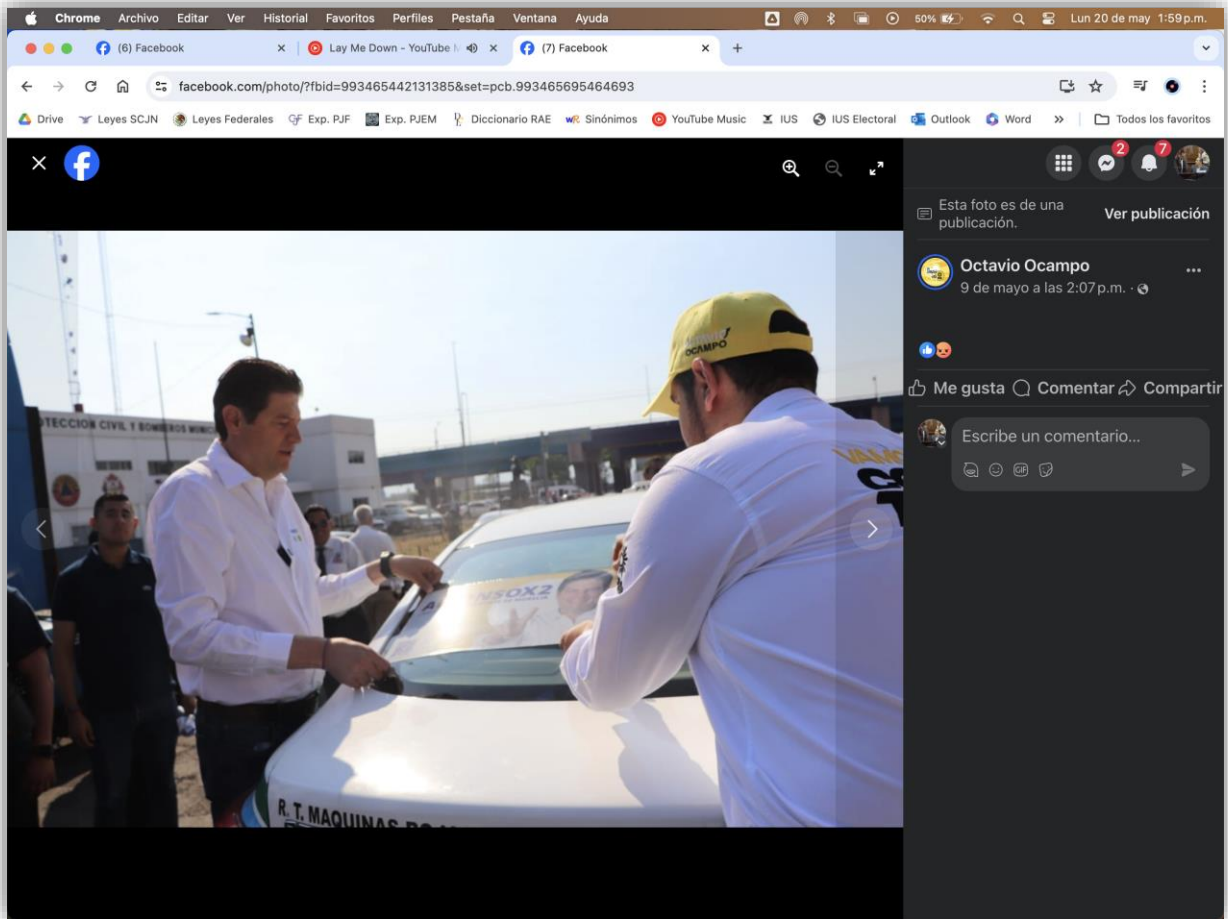 Chrome Archivo Editar Ver Historial Favoritos Perfiles Pestaña Ventana Ayuda 50% Lun 20 de may 1:59 p.m.
(6) Facebook Lay Me Down - YouTube (7) Facebook
facebook.com/photo/?fbid=993465442131385&set=pcb.993465695464693
Drive Leyes SCJN Leyes Federales Exp. PJF Exp. PJEM Diccionario RAE Sinónimos YouTube Music IUS IUS Electoral Outlook Word Todos los favoritos
2 7
Esta foto es de una
publicación.
Ver publicación
Octavio Ocampo
9 de mayo a las 2:07 p.m.
Me gusta Comentar Compartir
Escribe un comentario...
GIF
OCAMPO
TECCION CIVIL Y BOMBEROS
VAMO
NSOX2
R. T. MAQUINAS